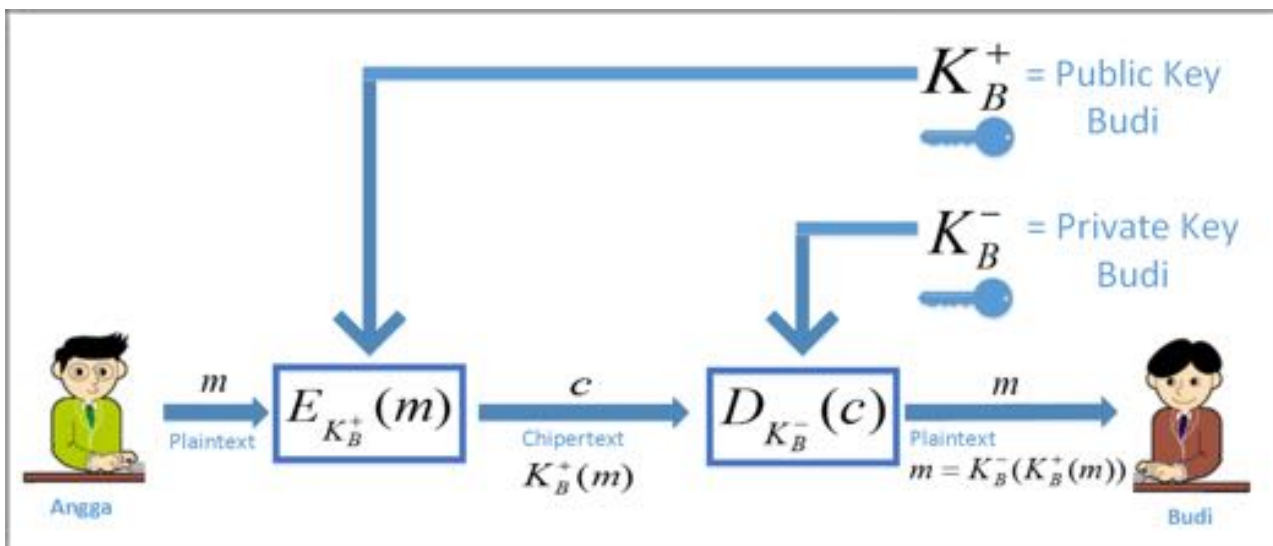 K_B^+ = Public Key
Budi
K_B^- = Private Key
Budi
m
Plaintext
E_{K_B^+}(m)
c
Chipertext
K_B^+(m)
D_{K_B^-}(c)
m
Plaintext
m = K_B^-(K_B^+(m))
Angga
Budi